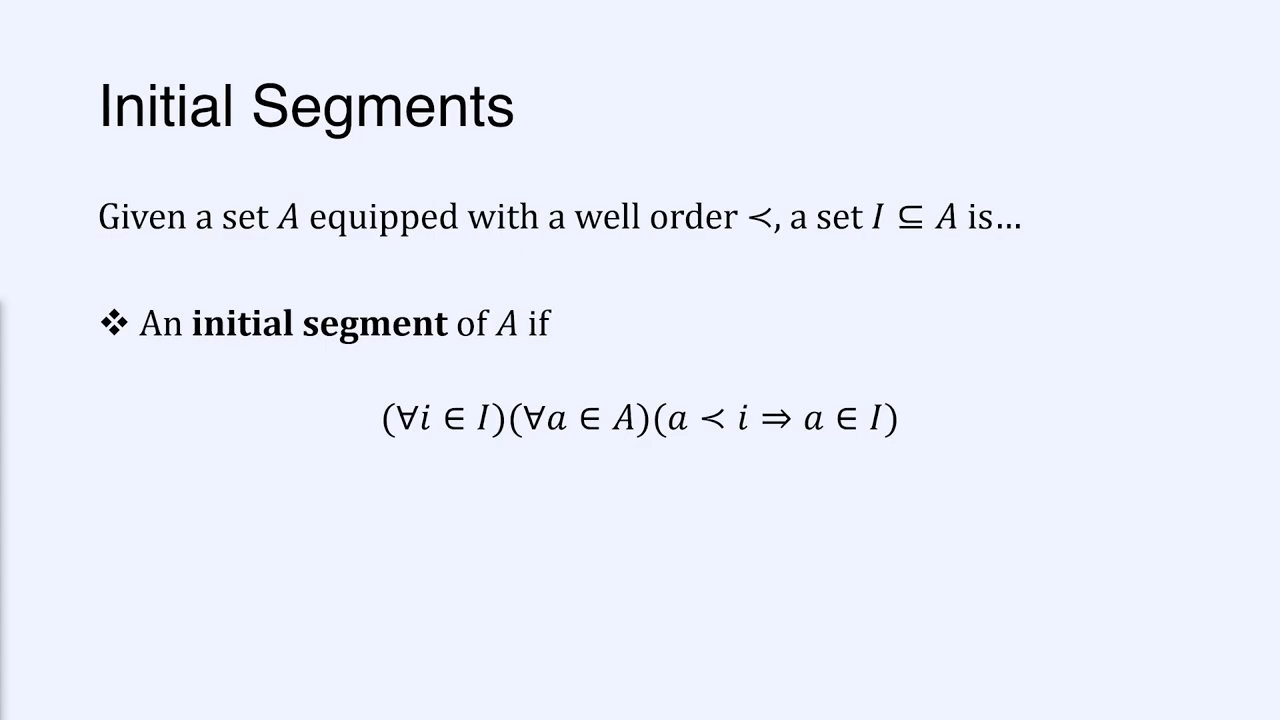 Initial Segments
Given a set A equipped with a well order ≺, a set I ⊆ A is…
❖ An initial segment of A if
(∀i ∈ I)(∀a ∈ A)(a ≺ i ⇒ a ∈ I)